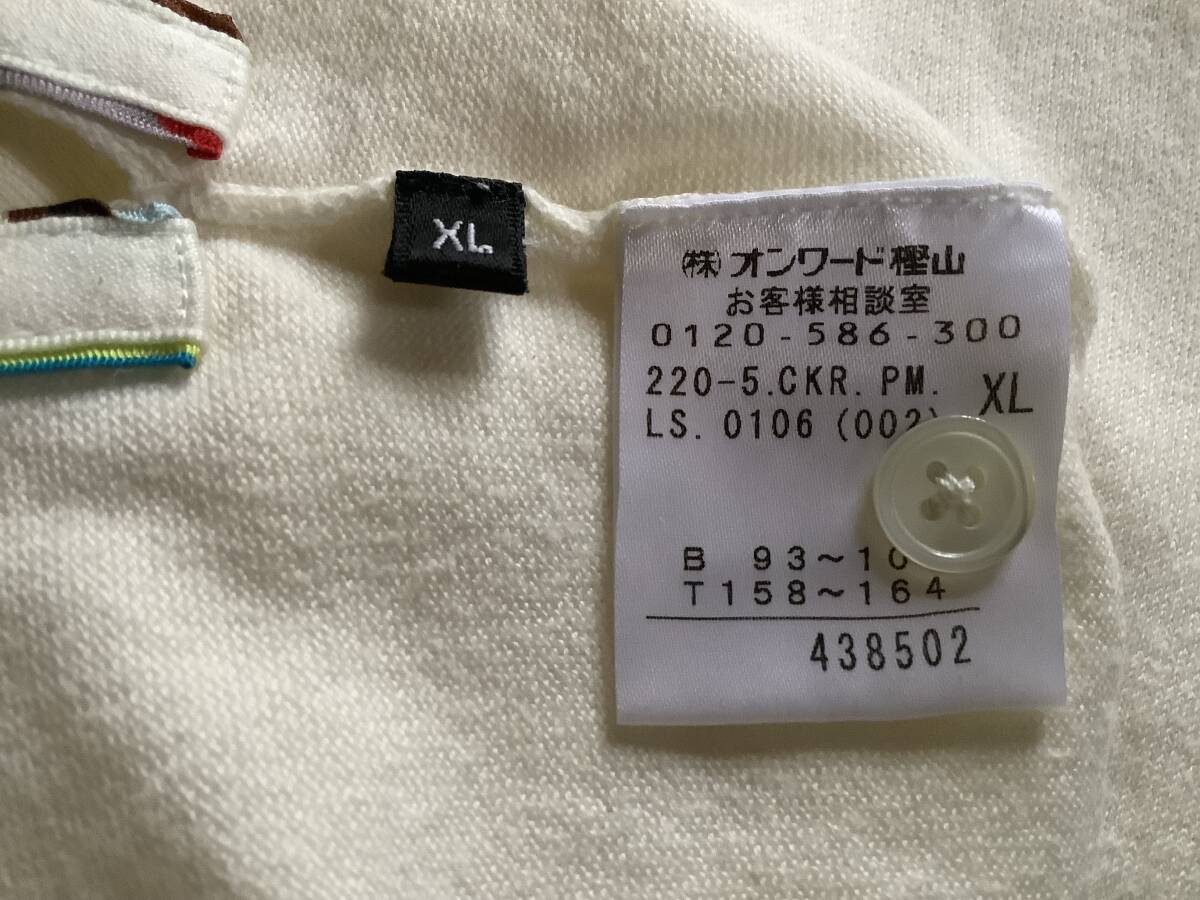 XL
㈱オンワード樫山
お客様相談室
0120-586-300
220-5.CKR.PM.
XL
LS.0106(002)
B 93~10
T158~164
438502